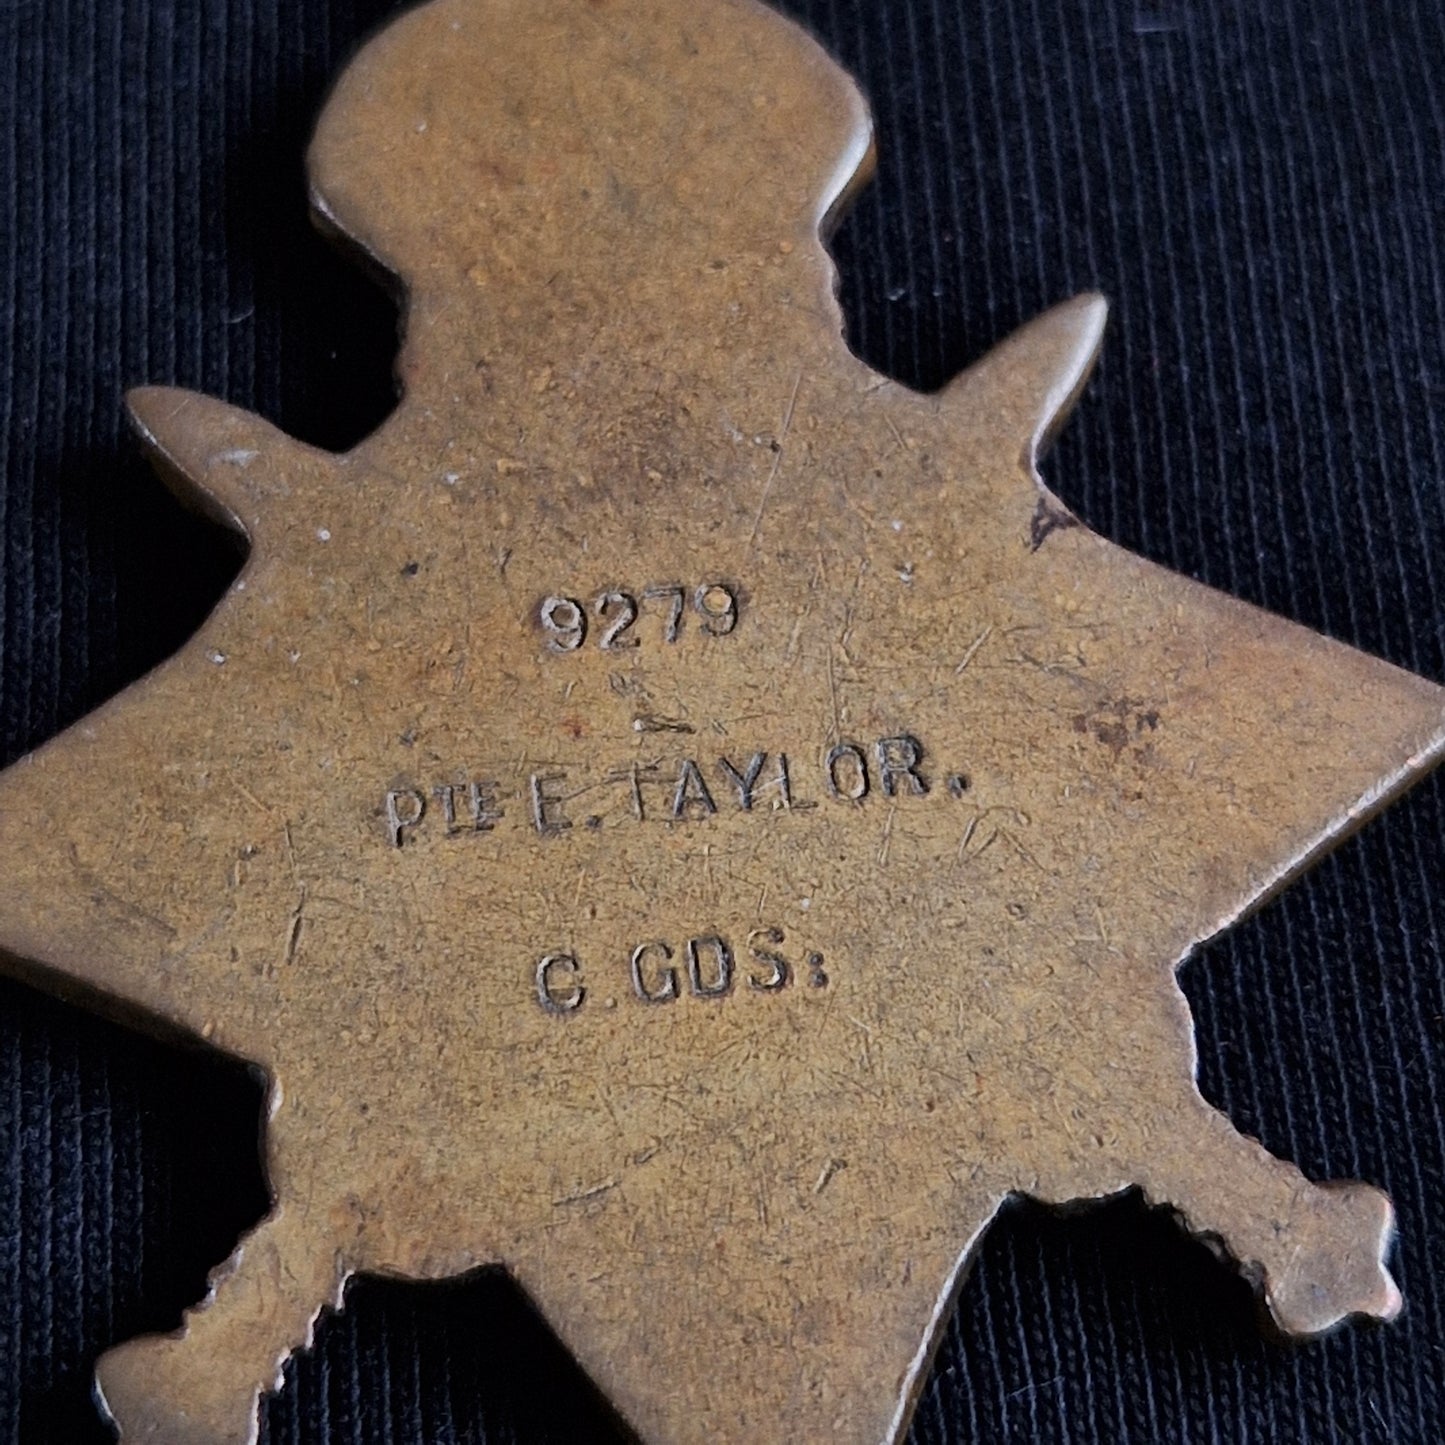 9279
PTE E. TAYLOR.
C. GDS: